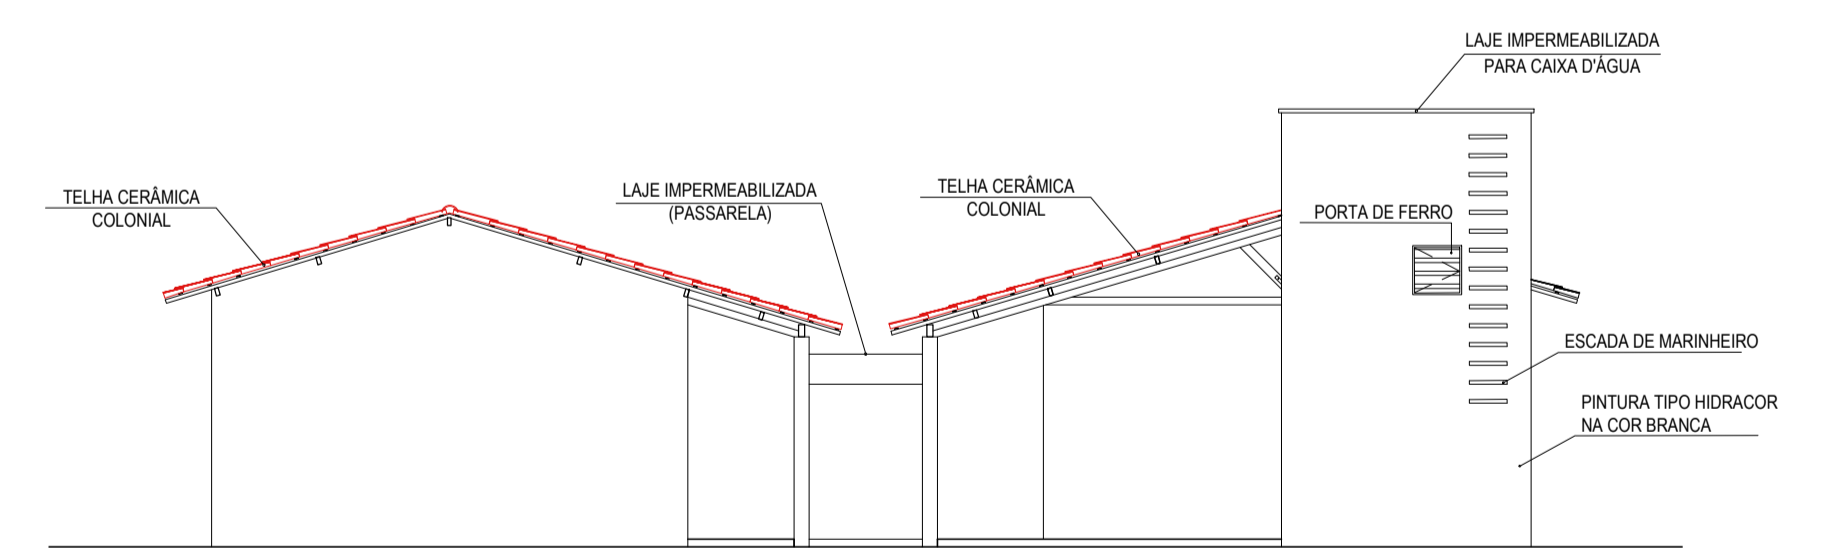 LAJE IMPERMEABILIZADA
PARA CAIXA D'ÁGUA
TELHA CERÂMICA
COLONIAL
LAJE IMPERMEABILIZADA
(PASSARELA)
TELHA CERÂMICA
COLONIAL
PORTA DE FERRO
ESCADA DE MARINHEIRO
PINTURA TIPO HIDRACOR
NA COR BRANCA